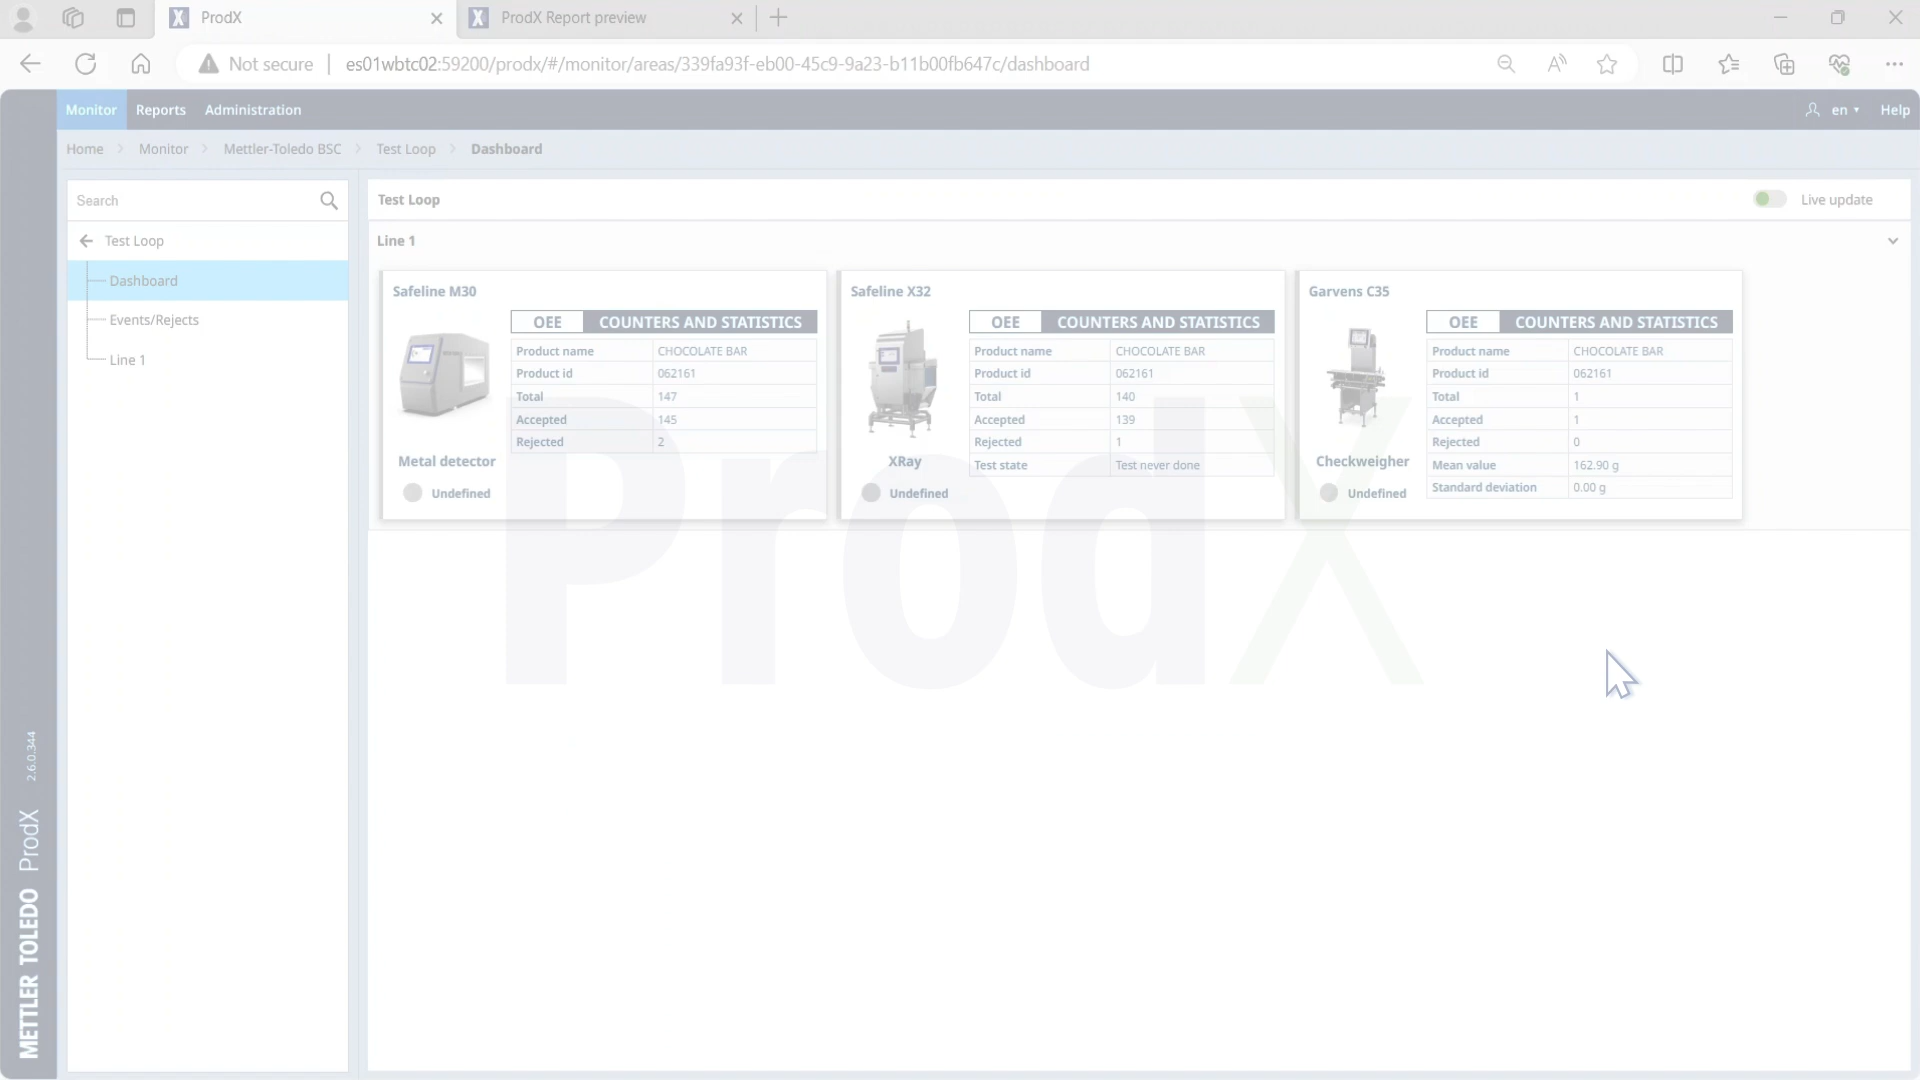 ProdX
ProdX Report preview
Not secure
es01wbtc02:59200/prodx/#/monitor/areas/339fa93f-eb00-45c9-9a23-b11b00fb647c/dashboard
Monitor Reports Administration
en Help
Home Monitor Mettler-Toledo BSC Test Loop Dashboard
Search
Test Loop
Dashboard
Events/Rejects
Line 1
Test Loop
Live update
Line 1
Safeline M30
OEE COUNTERS AND STATISTICS
Product name CHOCOLATE BAR
Product id 062161
Total 147
Accepted 145
Rejected 2
Metal detector
Undefined
Safeline X32
OEE COUNTERS AND STATISTICS
Product name CHOCOLATE BAR
Product id 062161
Total 140
Accepted 139
Rejected 1
Test state Test never done
XRay
Undefined
Garvens C35
OEE COUNTERS AND STATISTICS
Product name CHOCOLATE BAR
Product id 062161
Total 1
Accepted 1
Rejected 0
Mean value 162.90 g
Standard deviation 0.00 g
Checkweigher
Undefined
ProdX
METTLER TOLEDO ProdX 2.6.0.344